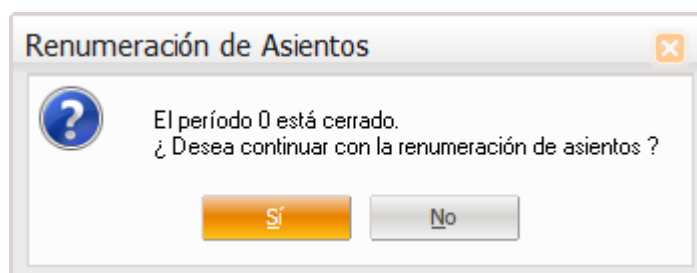 Renumeración de Asientos
El período 0 está cerrado.
¿ Desea continuar con la renumeración de asientos ?
Sí
No